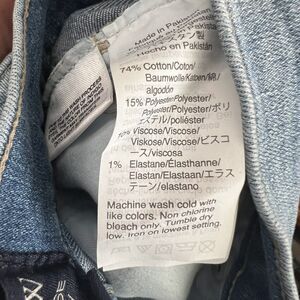 Made in Pakistan
Hecho en Pakistán
74% Cotton/Coton/
Baumwolle/Katoen/綿/
algodón
15% Polyester/Polyester/
Polyester/Polyester/ポリ
エステル/poliéster
10% Viscose/Viscose/
Viskose/Viscose/ビスコ
ース/viscosa
1% Elastane/Élasthanne/
Elastan/Elastaan/エラス
テーン/elastano
Machine wash cold with
like colors. Non chlorine
bleach only. Tumble dry
low. Iron on lowest setting.